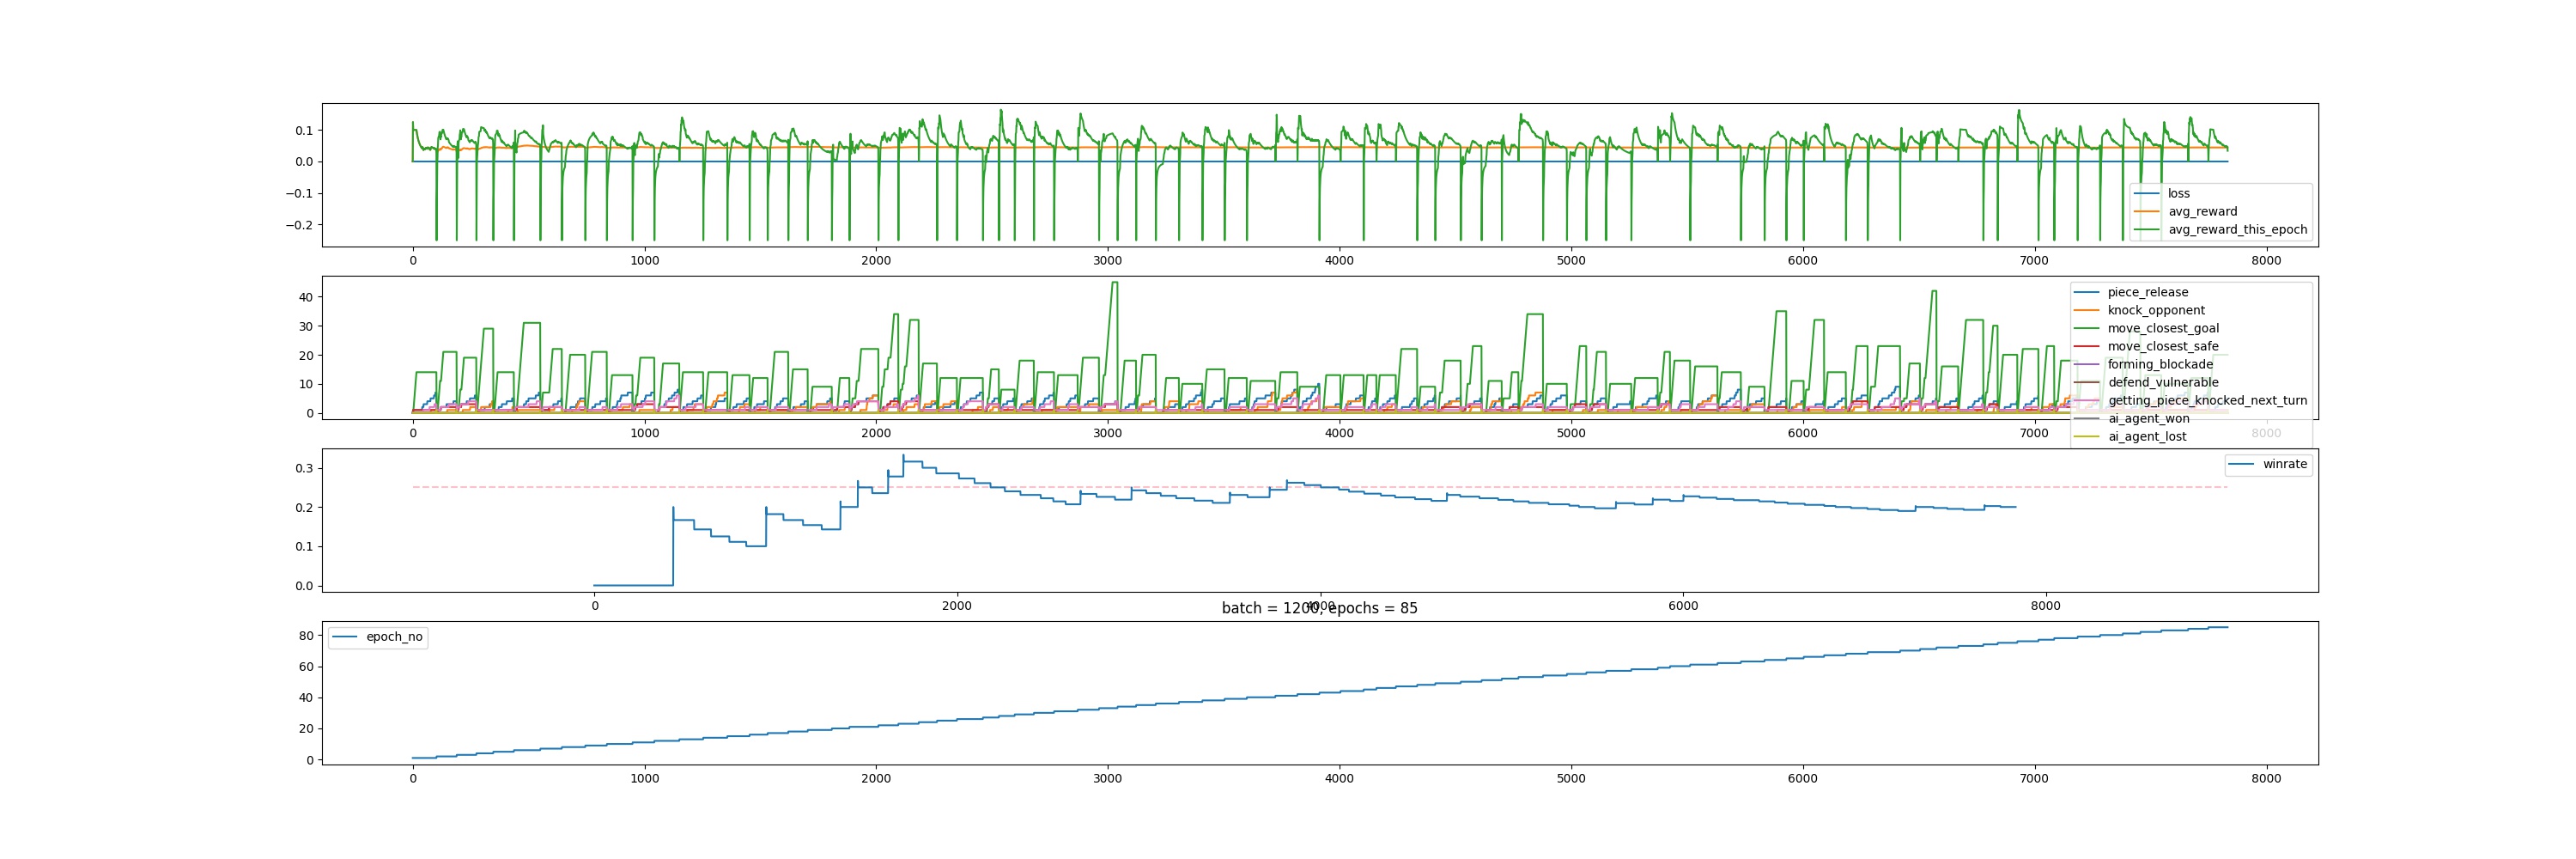 0.1
0.0
−0.1
−0.2
loss
avg_reward
avg_reward_this_epoch
0 1000 2000 3000 4000 5000 6000 7000 8000
40
30
20
10
0
piece_release
knock_opponent
move_closest_goal
move_closest_safe
forming_blockade
defend_vulnerable
getting_piece_knocked_next_turn
ai_agent_won
ai_agent_lost
0 1000 2000 3000 4000 5000 6000 7000 8000
0.3
0.2
0.1
0.0
winrate
0 2000 4000 6000 8000
batch = 1200, epochs = 85
80
60
40
20
0
epoch_no
0 1000 2000 3000 4000 5000 6000 7000 8000